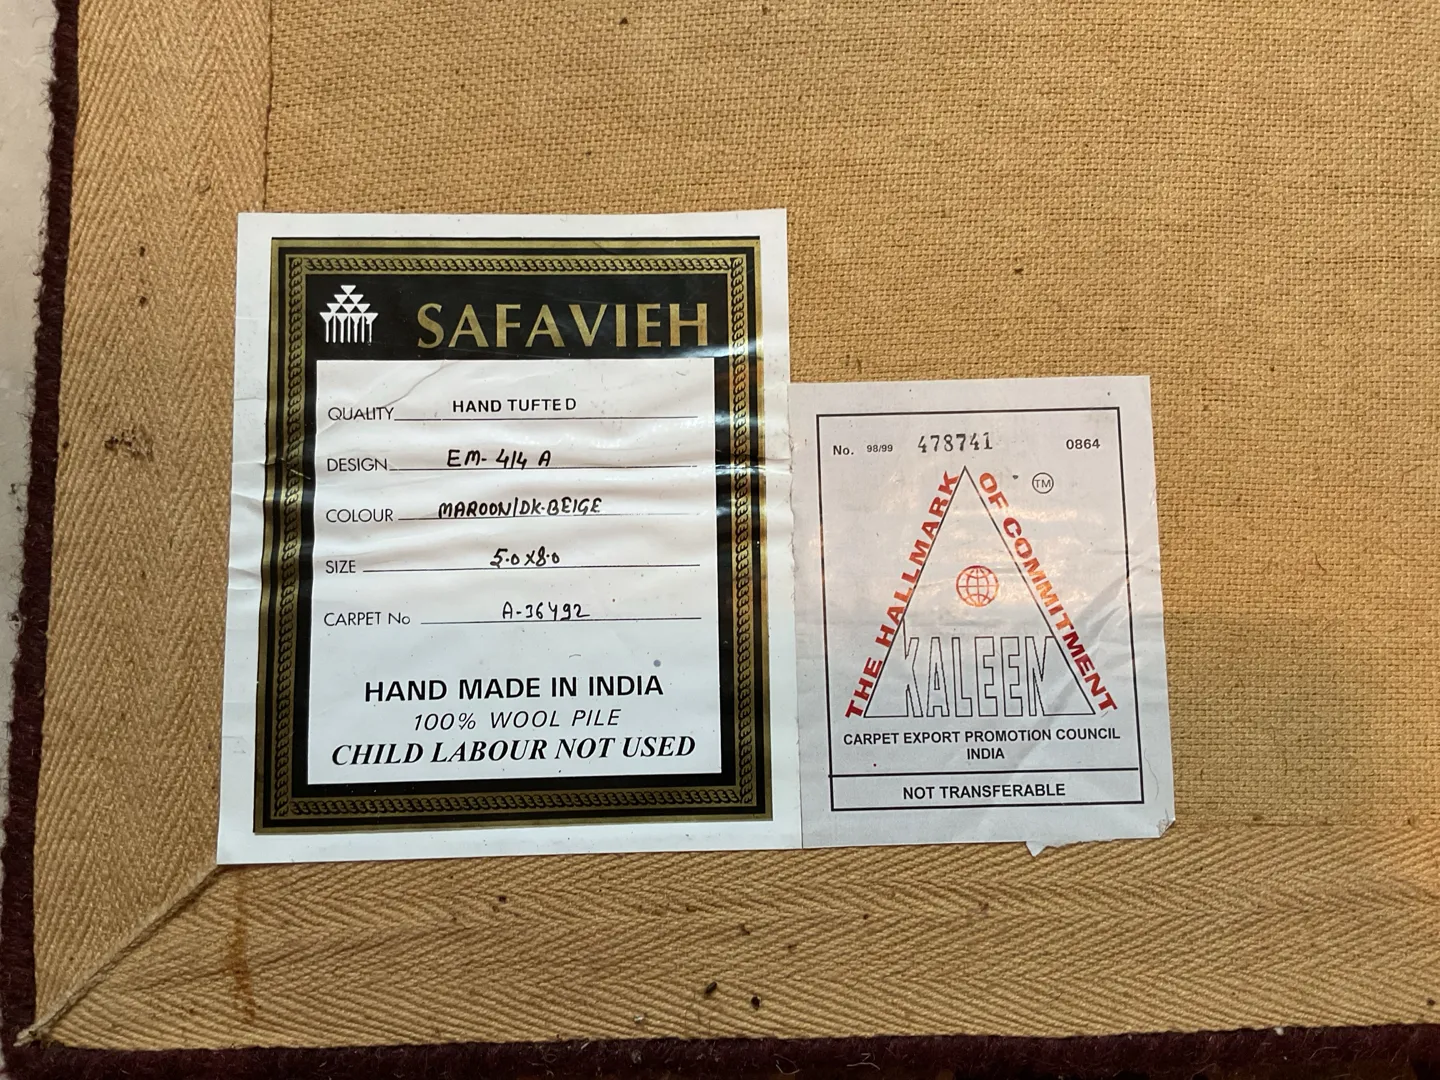 SAFAVIEH
QUALITY HAND TUFTED
DESIGN EM-414 A
COLOUR MAROON/DK-BEIGE
SIZE 5.0x8.0
CARPET No A-36492
HAND MADE IN INDIA
100% WOOL PILE
CHILD LABOUR NOT USED
No. 98/99 478741 0864
THE HALLMARK OF COMMITMENT
TM
KALEEN
CARPET EXPORT PROMOTION COUNCIL
INDIA
NOT TRANSFERABLE